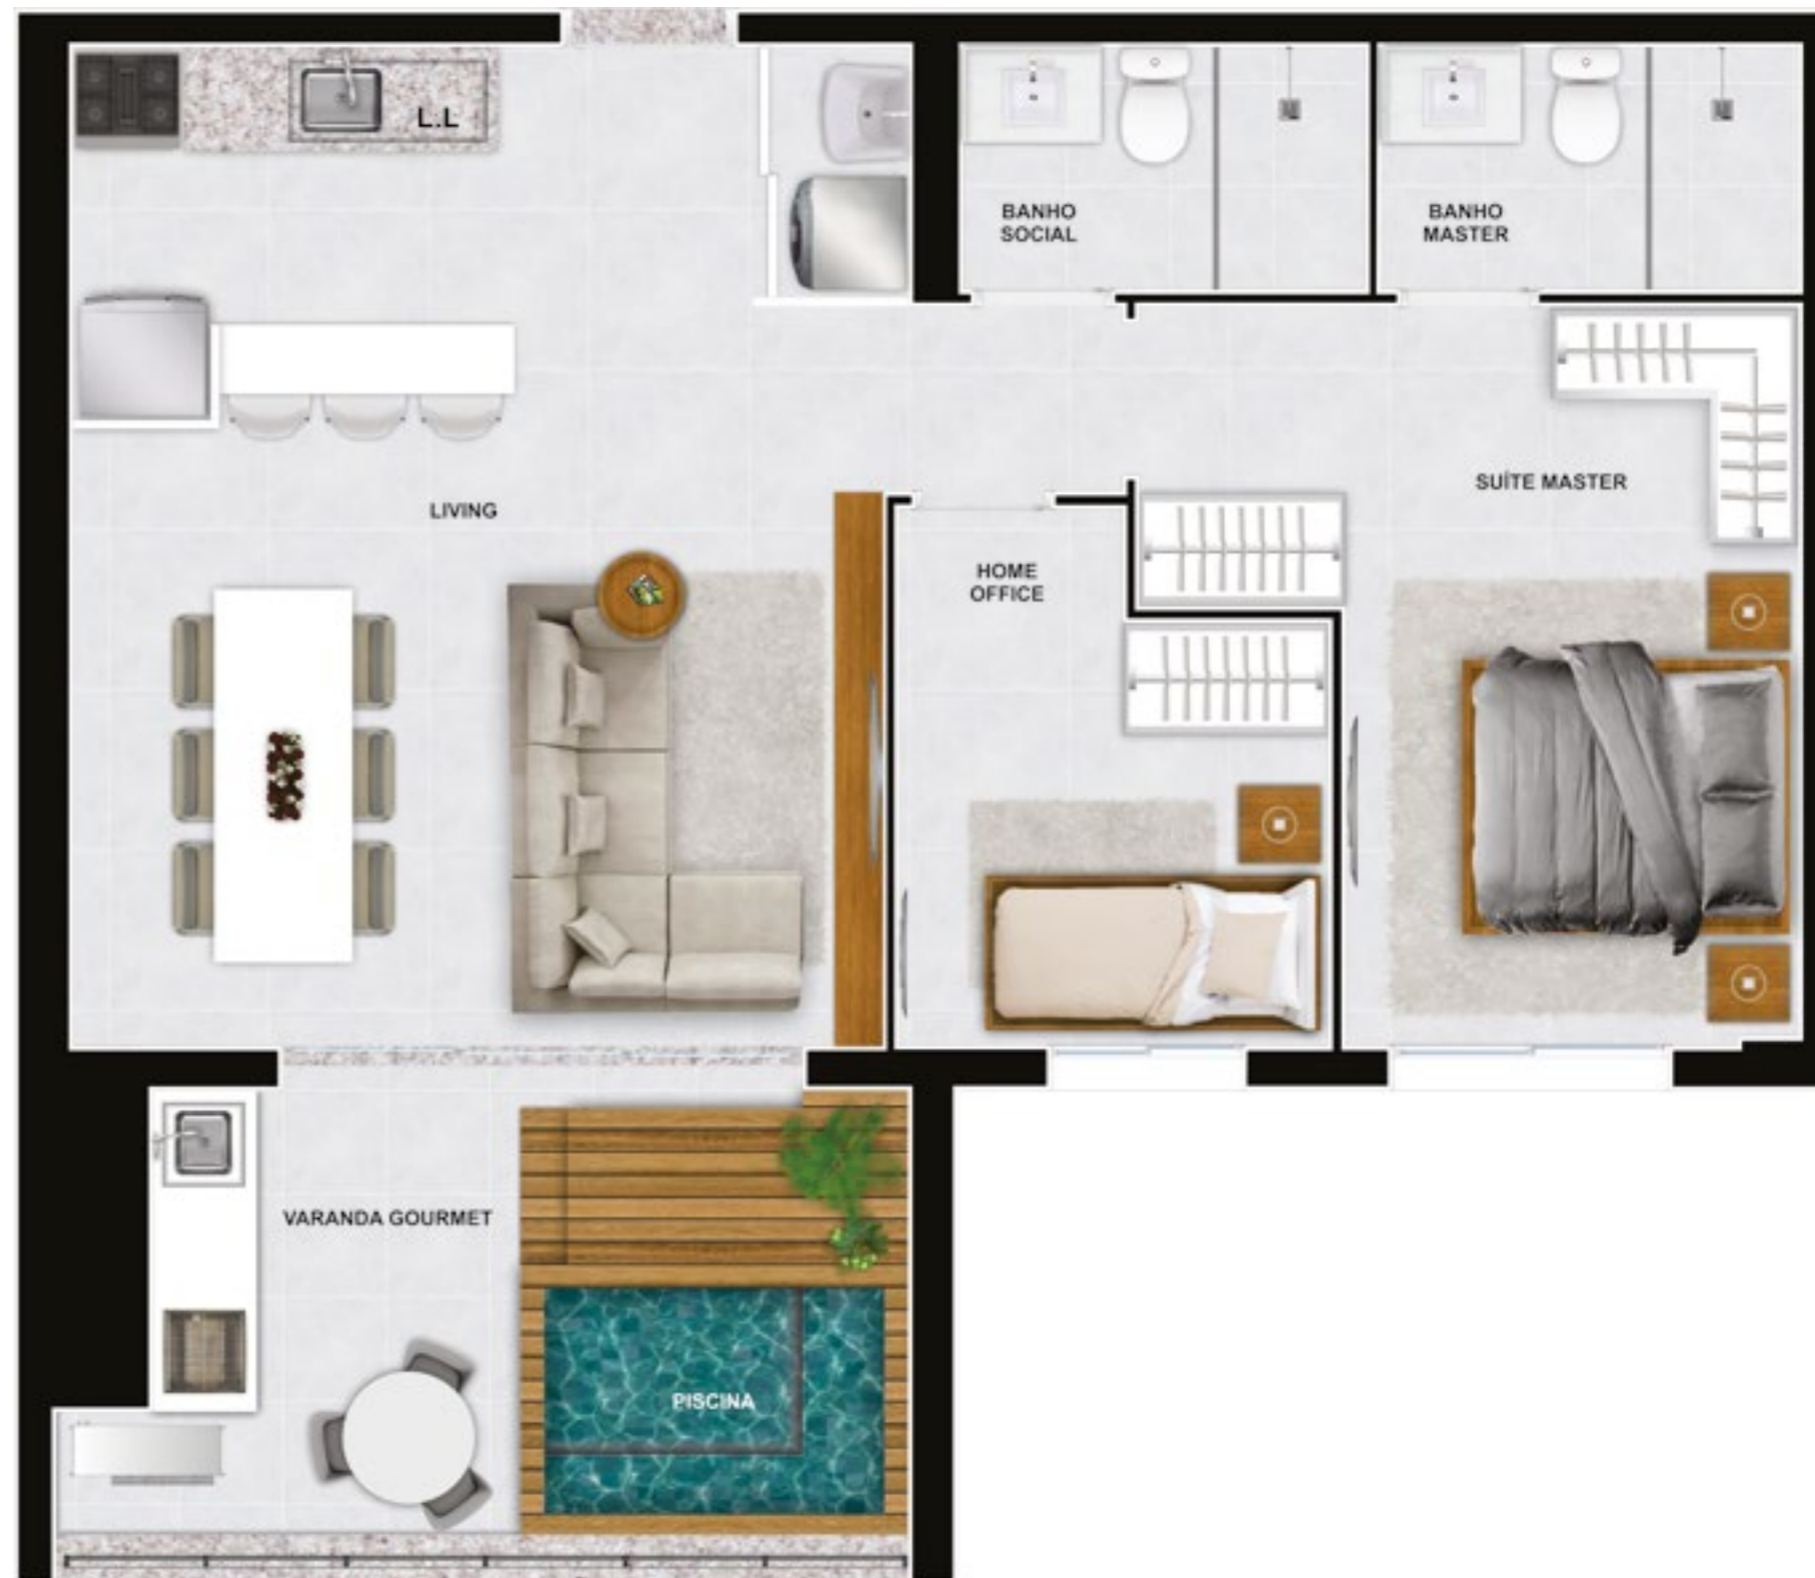 L.L
BANHO
SOCIAL
BANHO
MASTER
SUÍTE MASTER
LIVING
HOME
OFFICE
VARANDA GOURMET
PISCINA